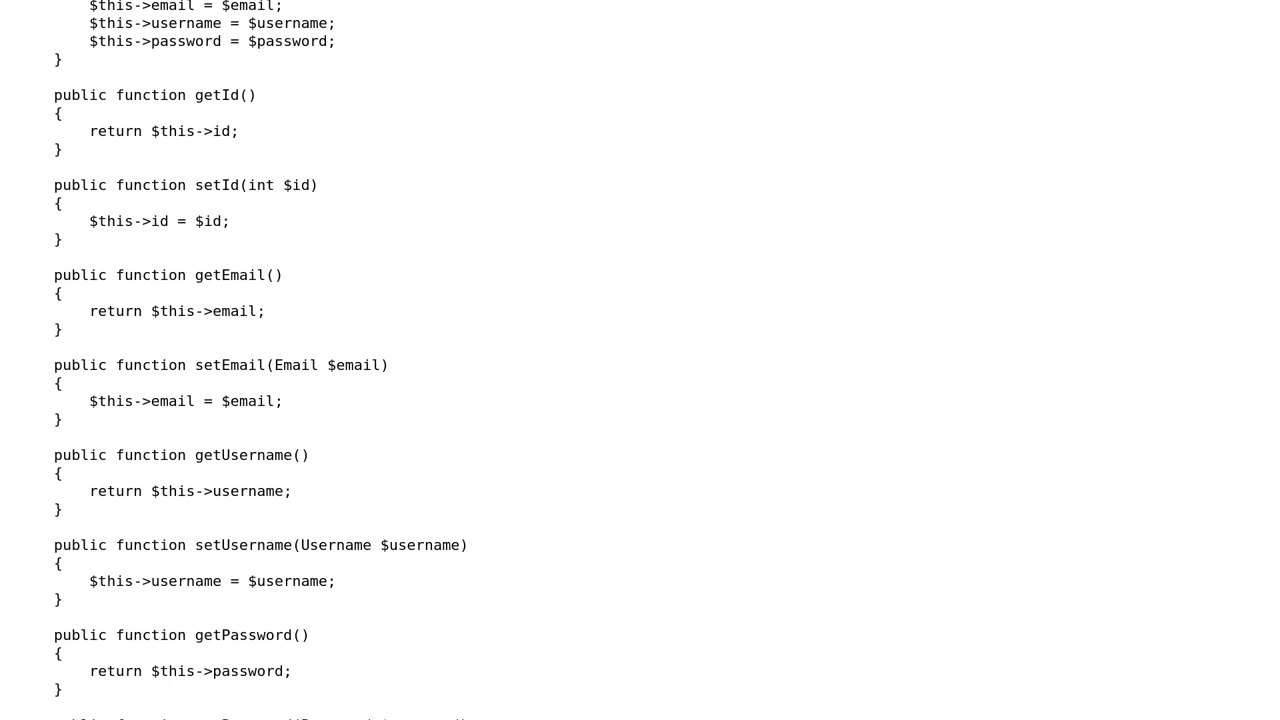 $this->email = $email;
$this->username = $username;
$this->password = $password;
}
public function getId()
{
return $this->id;
}
public function setId(int $id)
{
$this->id = $id;
}
public function getEmail()
{
return $this->email;
}
public function setEmail(Email $email)
{
$this->email = $email;
}
public function getUsername()
{
return $this->username;
}
public function setUsername(Username $username)
{
$this->username = $username;
}
public function getPassword()
{
return $this->password;
}